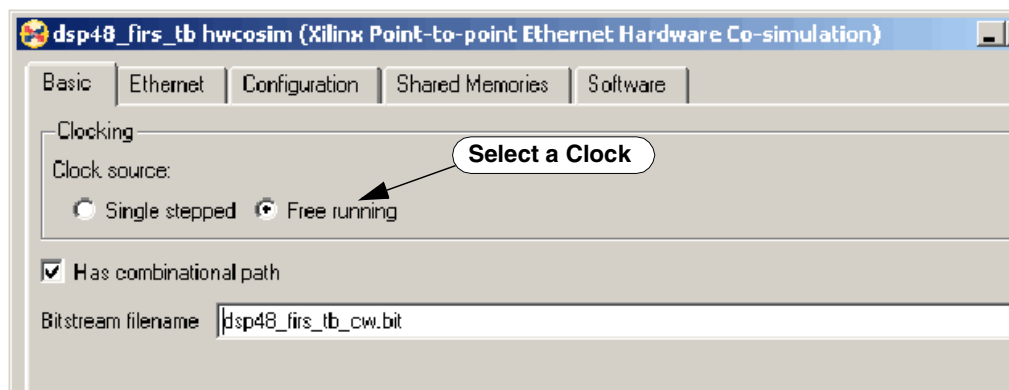 dsp48_firs_tb hwcosim (Xilinx Point-to-point Ethernet Hardware Co-simulation)
Basic Ethernet Configuration Shared Memories Software
Clocking
Select a Clock
Clock source:
Single stepped Free running
Has combinational path
Bitstream filename dsp48_firs_tb_cw.bit